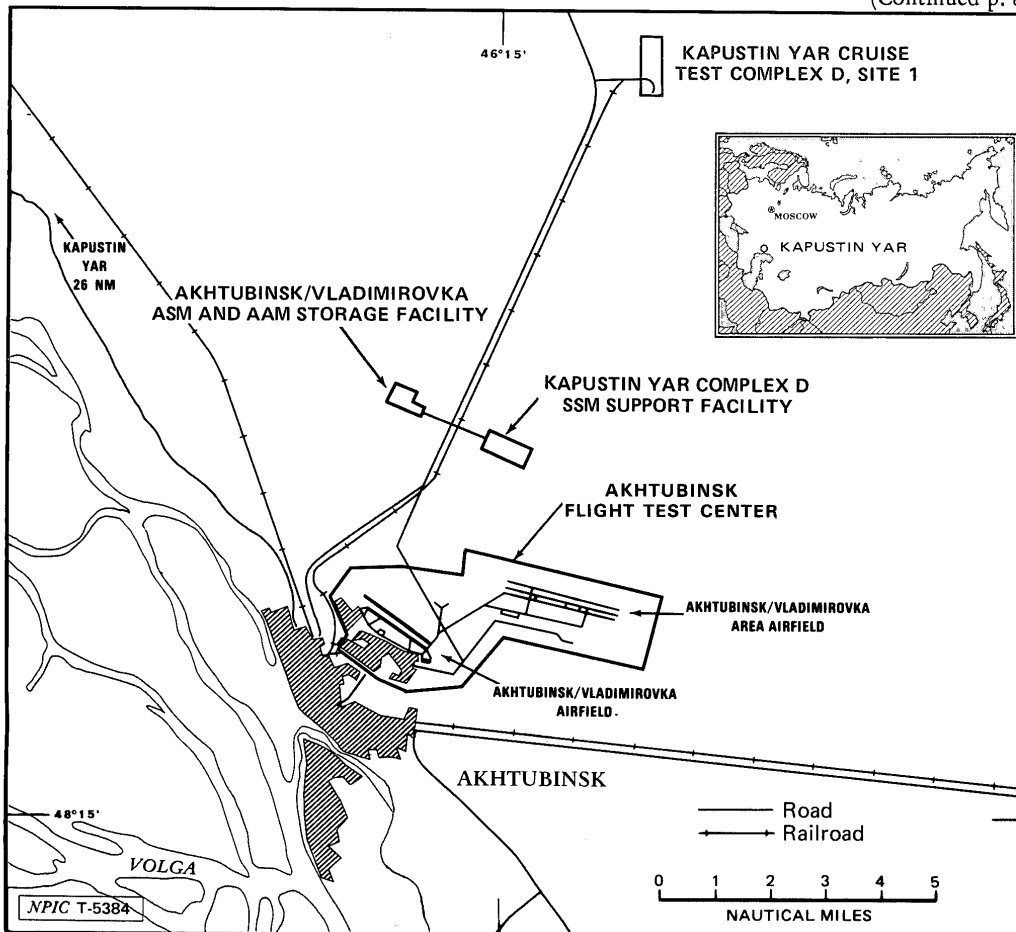 (Continued p.
46°15'
KAPUSTIN YAR CRUISE
TEST COMPLEX D, SITE 1
MOSCOW
KAPUSTIN YAR
KAPUSTIN
YAR
26 NM
AKHTUBINSK/VLADIMIROVKA
ASM AND AAM STORAGE FACILITY
KAPUSTIN YAR COMPLEX D
SSM SUPPORT FACILITY
AKHTUBINSK
FLIGHT TEST CENTER
AKHTUBINSK/VLADIMIROVKA
AREA AIRFIELD
AKHTUBINSK/VLADIMIROVKA
AIRFIELD.
AKHTUBINSK
48°15'
Road
Railroad
VOLGA
0 1 2 3 4 5
NAUTICAL MILES
NPIC T-5384